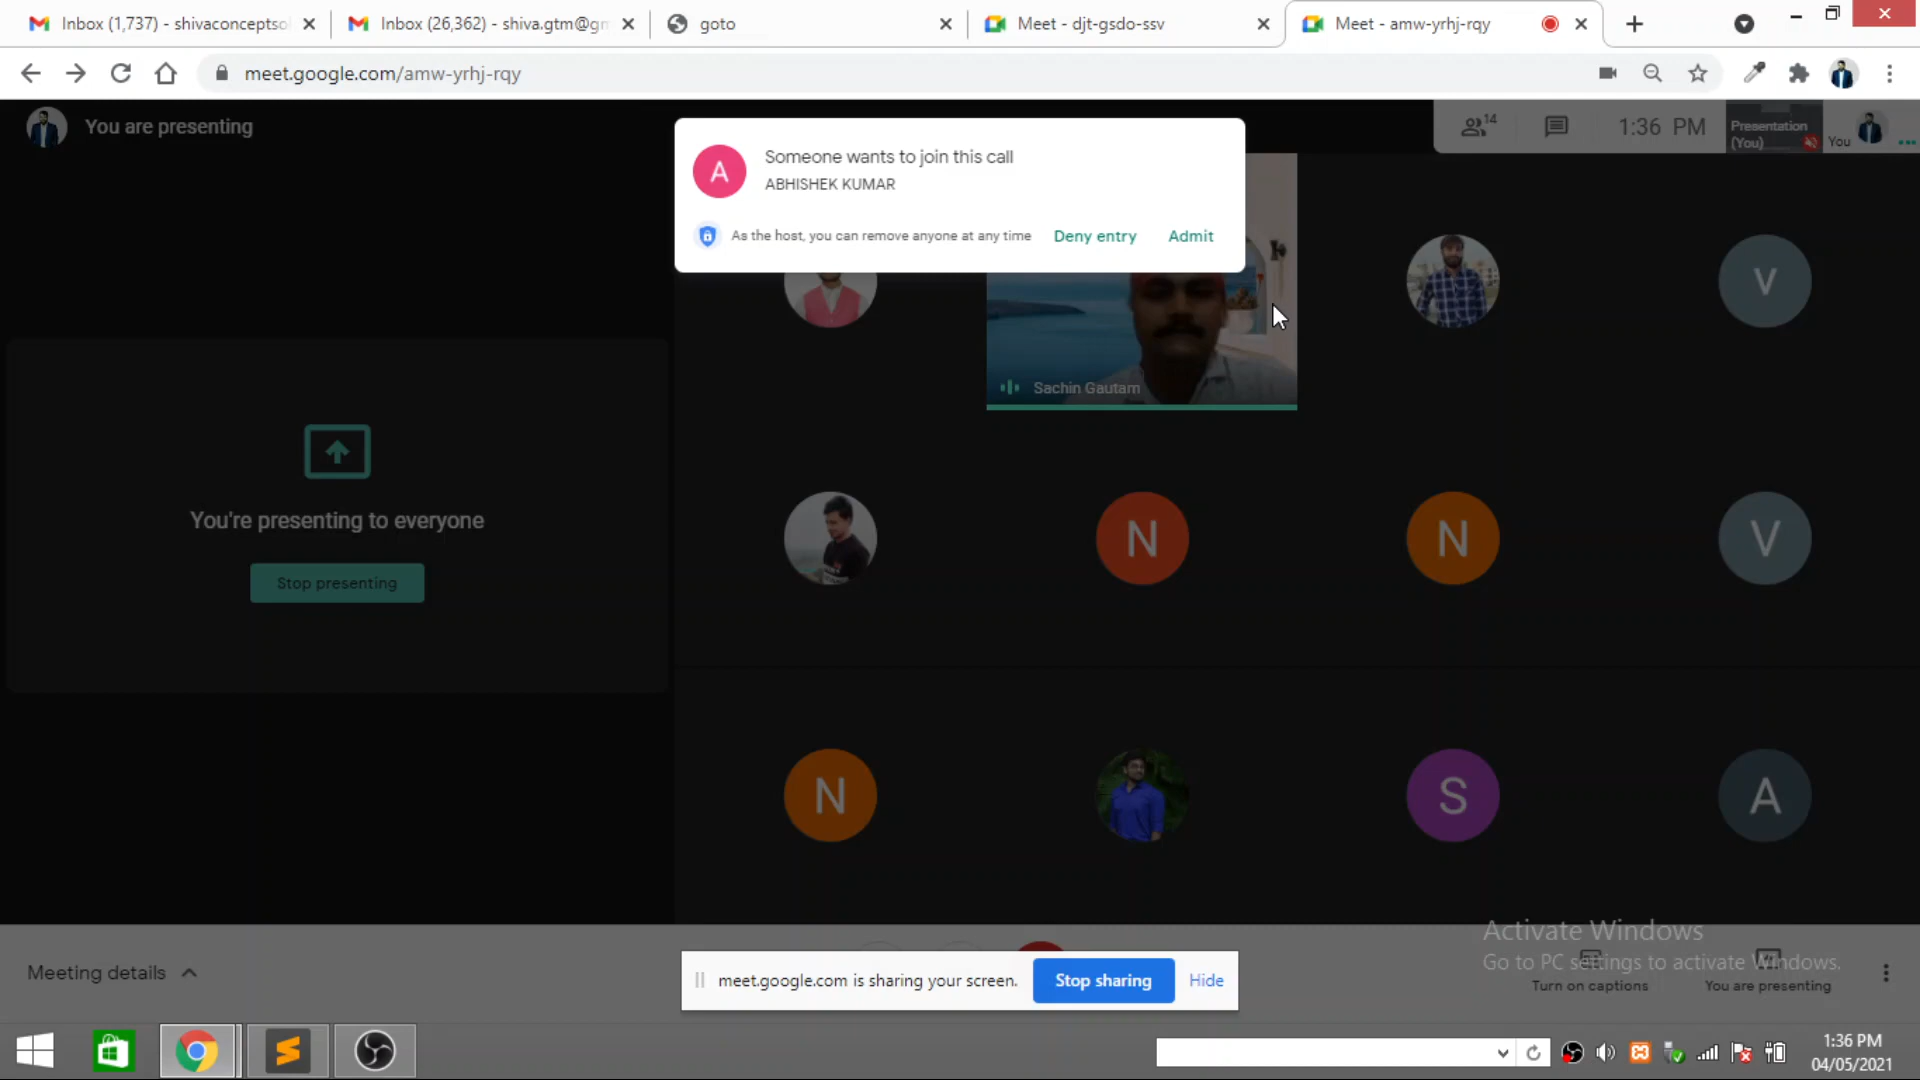 Inbox (1,737) - shivaconceptsol
Inbox (26,362) - shiva.gtm@gm
goto
Meet - djt-gsdo-ssv
Meet - amw-yrhj-rqy
meet.google.com/amw-yrhj-rqy
You are presenting
14
1:36 PM
Presentation
(You)
You
A
Someone wants to join this call
ABHISHEK KUMAR
As the host, you can remove anyone at any time
Deny entry
Admit
V
Sachin Gautam
You're presenting to everyone
Stop presenting
N
N
V
N
S
A
Activate Windows
Go to PC settings to activate Windows.
Meeting details
meet.google.com is sharing your screen.
Stop sharing
Hide
Turn on captions
You are presenting
1:36 PM
04/05/2021